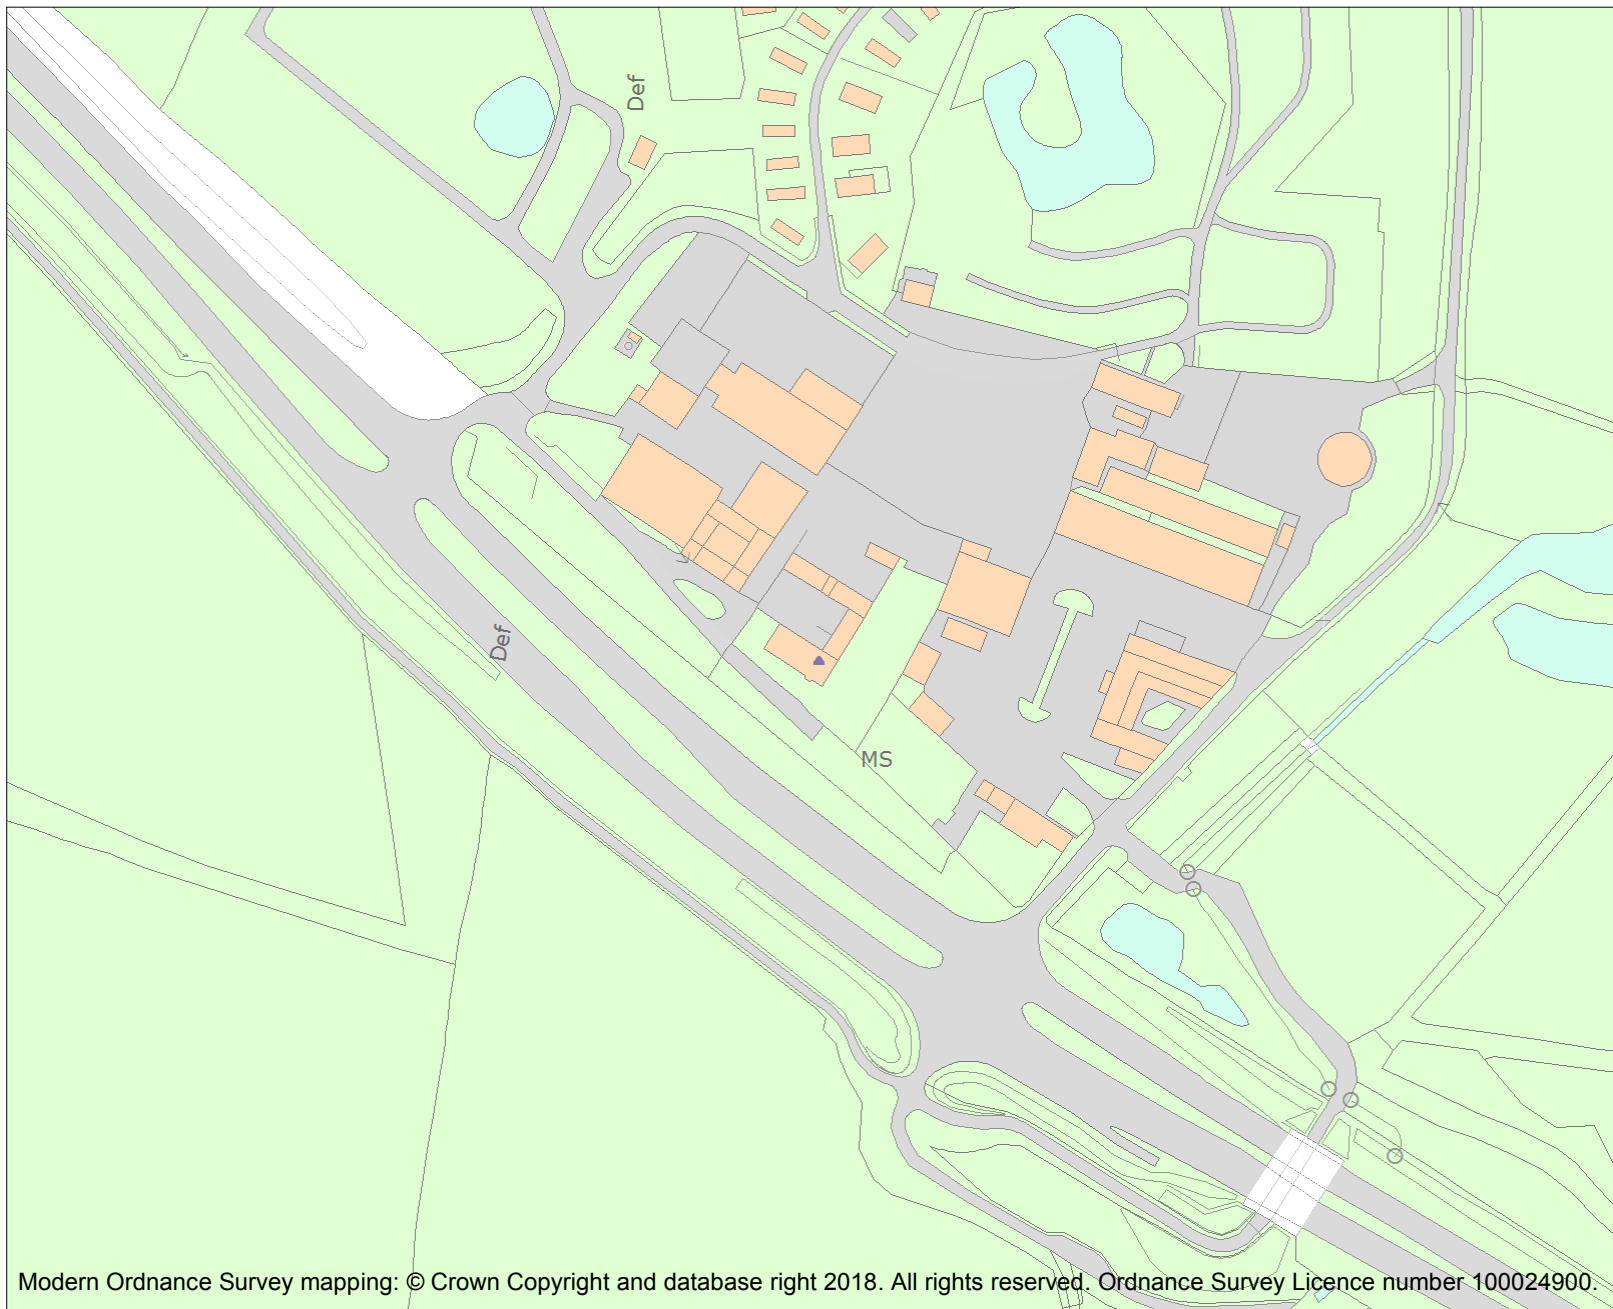 Def
Def
MS
Modern Ordnance Survey mapping: © Crown Copyright and database right 2018. All rights reserved. Ordnance Survey Licence number 100024900.